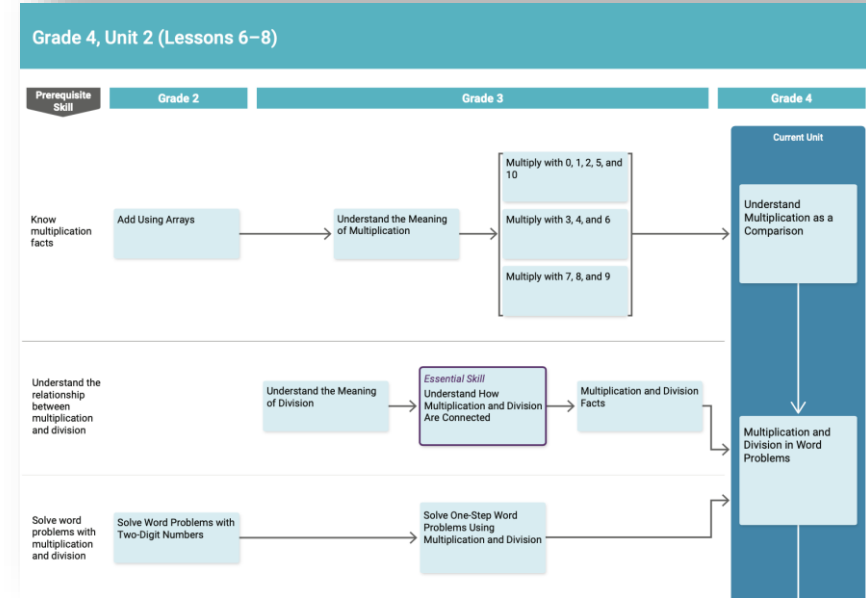 Grade 4, Unit 2 (Lessons 6–8)
Prerequisite
Skill
Grade 2
Grade 3
Grade 4
Current Unit
Know
multiplication
facts
Add Using Arrays
Understand the Meaning
of Multiplication
Multiply with 0, 1, 2, 5, and
10
Multiply with 3, 4, and 6
Multiply with 7, 8, and 9
Understand
Multiplication as a
Comparison
Understand the
relationship
between
multiplication
and division
Understand the Meaning
of Division
Essential Skill
Understand How
Multiplication and Division
Are Connected
Multiplication and Division
Facts
Multiplication and
Division in Word
Problems
Solve word
problems with
multiplication
and division
Solve Word Problems with
Two-Digit Numbers
Solve One-Step Word
Problems Using
Multiplication and Division